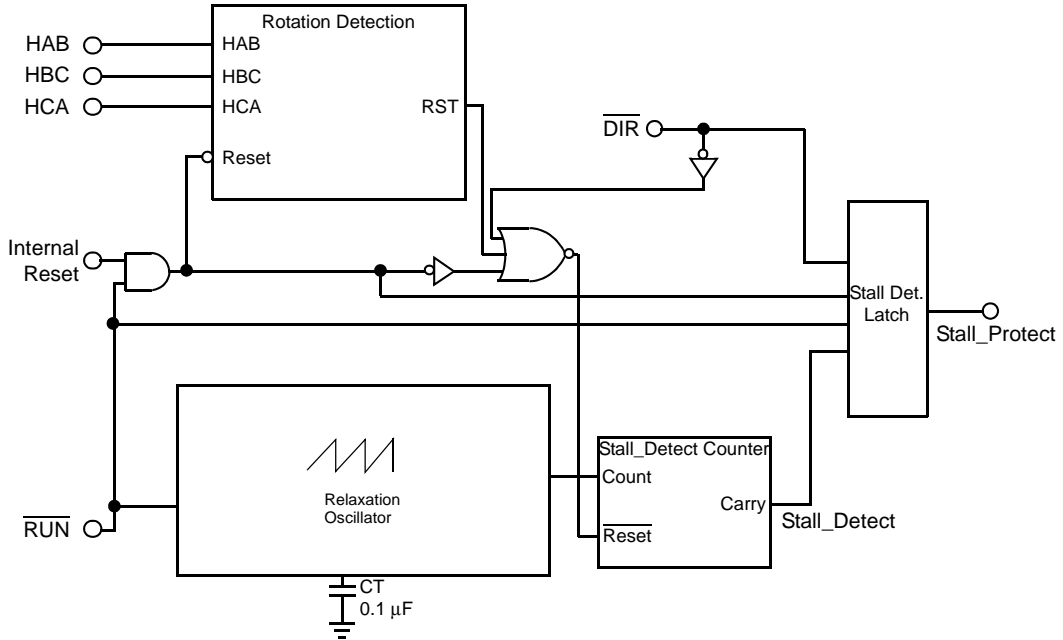 Rotation Detection
HAB
HAB
HBC
HBC
HCA
HCA
RST
DIR
Reset
Internal
Reset
Stall Det.
Latch
Stall_Protect
Stall_Detect Counter
Count
Relaxation
Oscillator
Carry
Stall_Detect
RUN
Reset
CT
0.1 μF